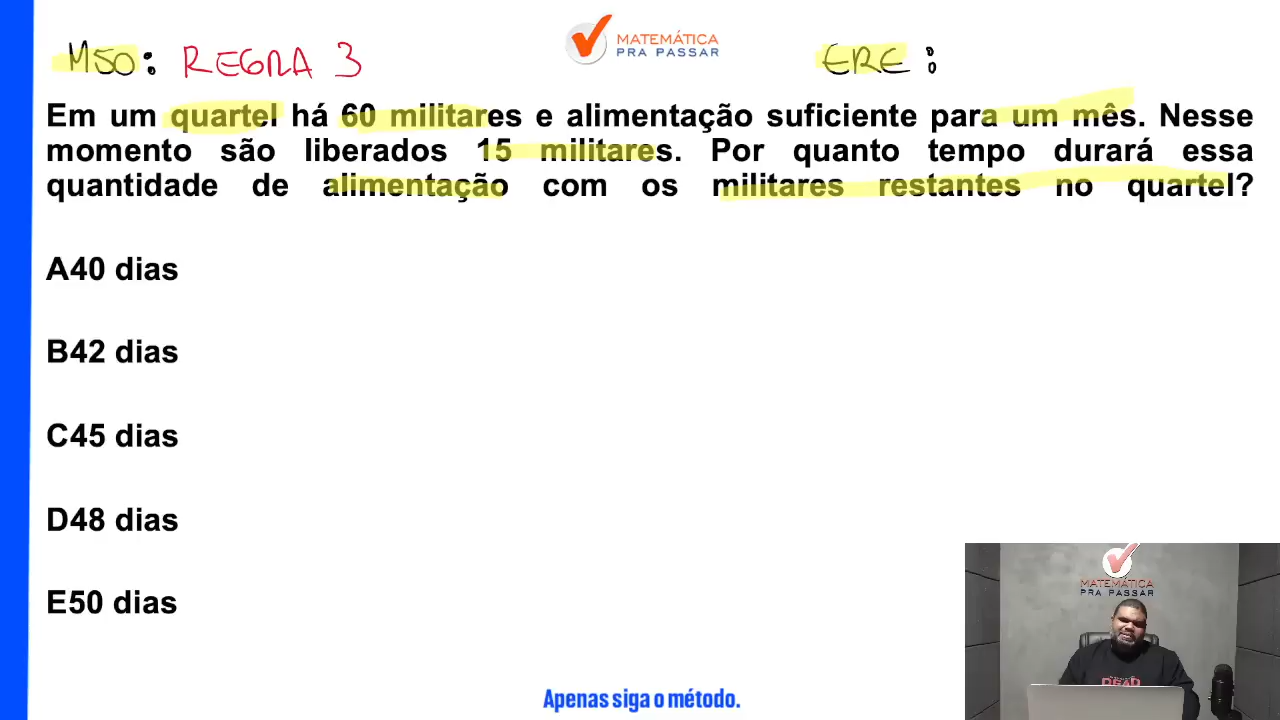 M50: REGRA 3
MATEMÁTICA
PRA PASSAR
ERE:
Em um quartel há 60 militares e alimentação suficiente para um mês. Nesse
momento são liberados 15 militares. Por quanto tempo durará essa
quantidade de alimentação com os militares restantes no quartel?
A40 dias
B42 dias
C45 dias
D48 dias
E50 dias
MATEMÁTICA
PRA PASSAR
DEAD
Apenas siga o método.